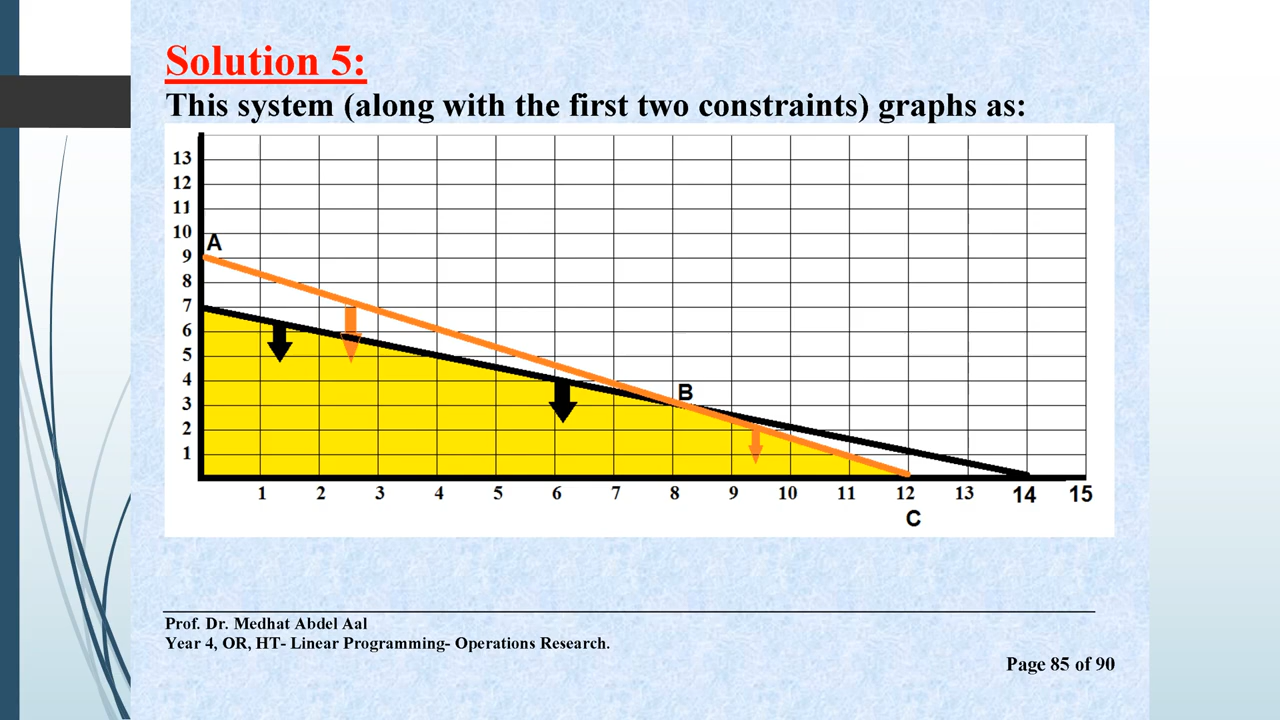 Solution 5:
This system (along with the first two constraints) graphs as:
13
12
11
10
A
9
8
7
6
5
4
B
3
2
1
1 2 3 4 5 6 7 8 9 10 11 12 13 14 15
C
Prof. Dr. Medhat Abdel Aal
Year 4, OR, HT- Linear Programming- Operations Research.
Page 85 of 90